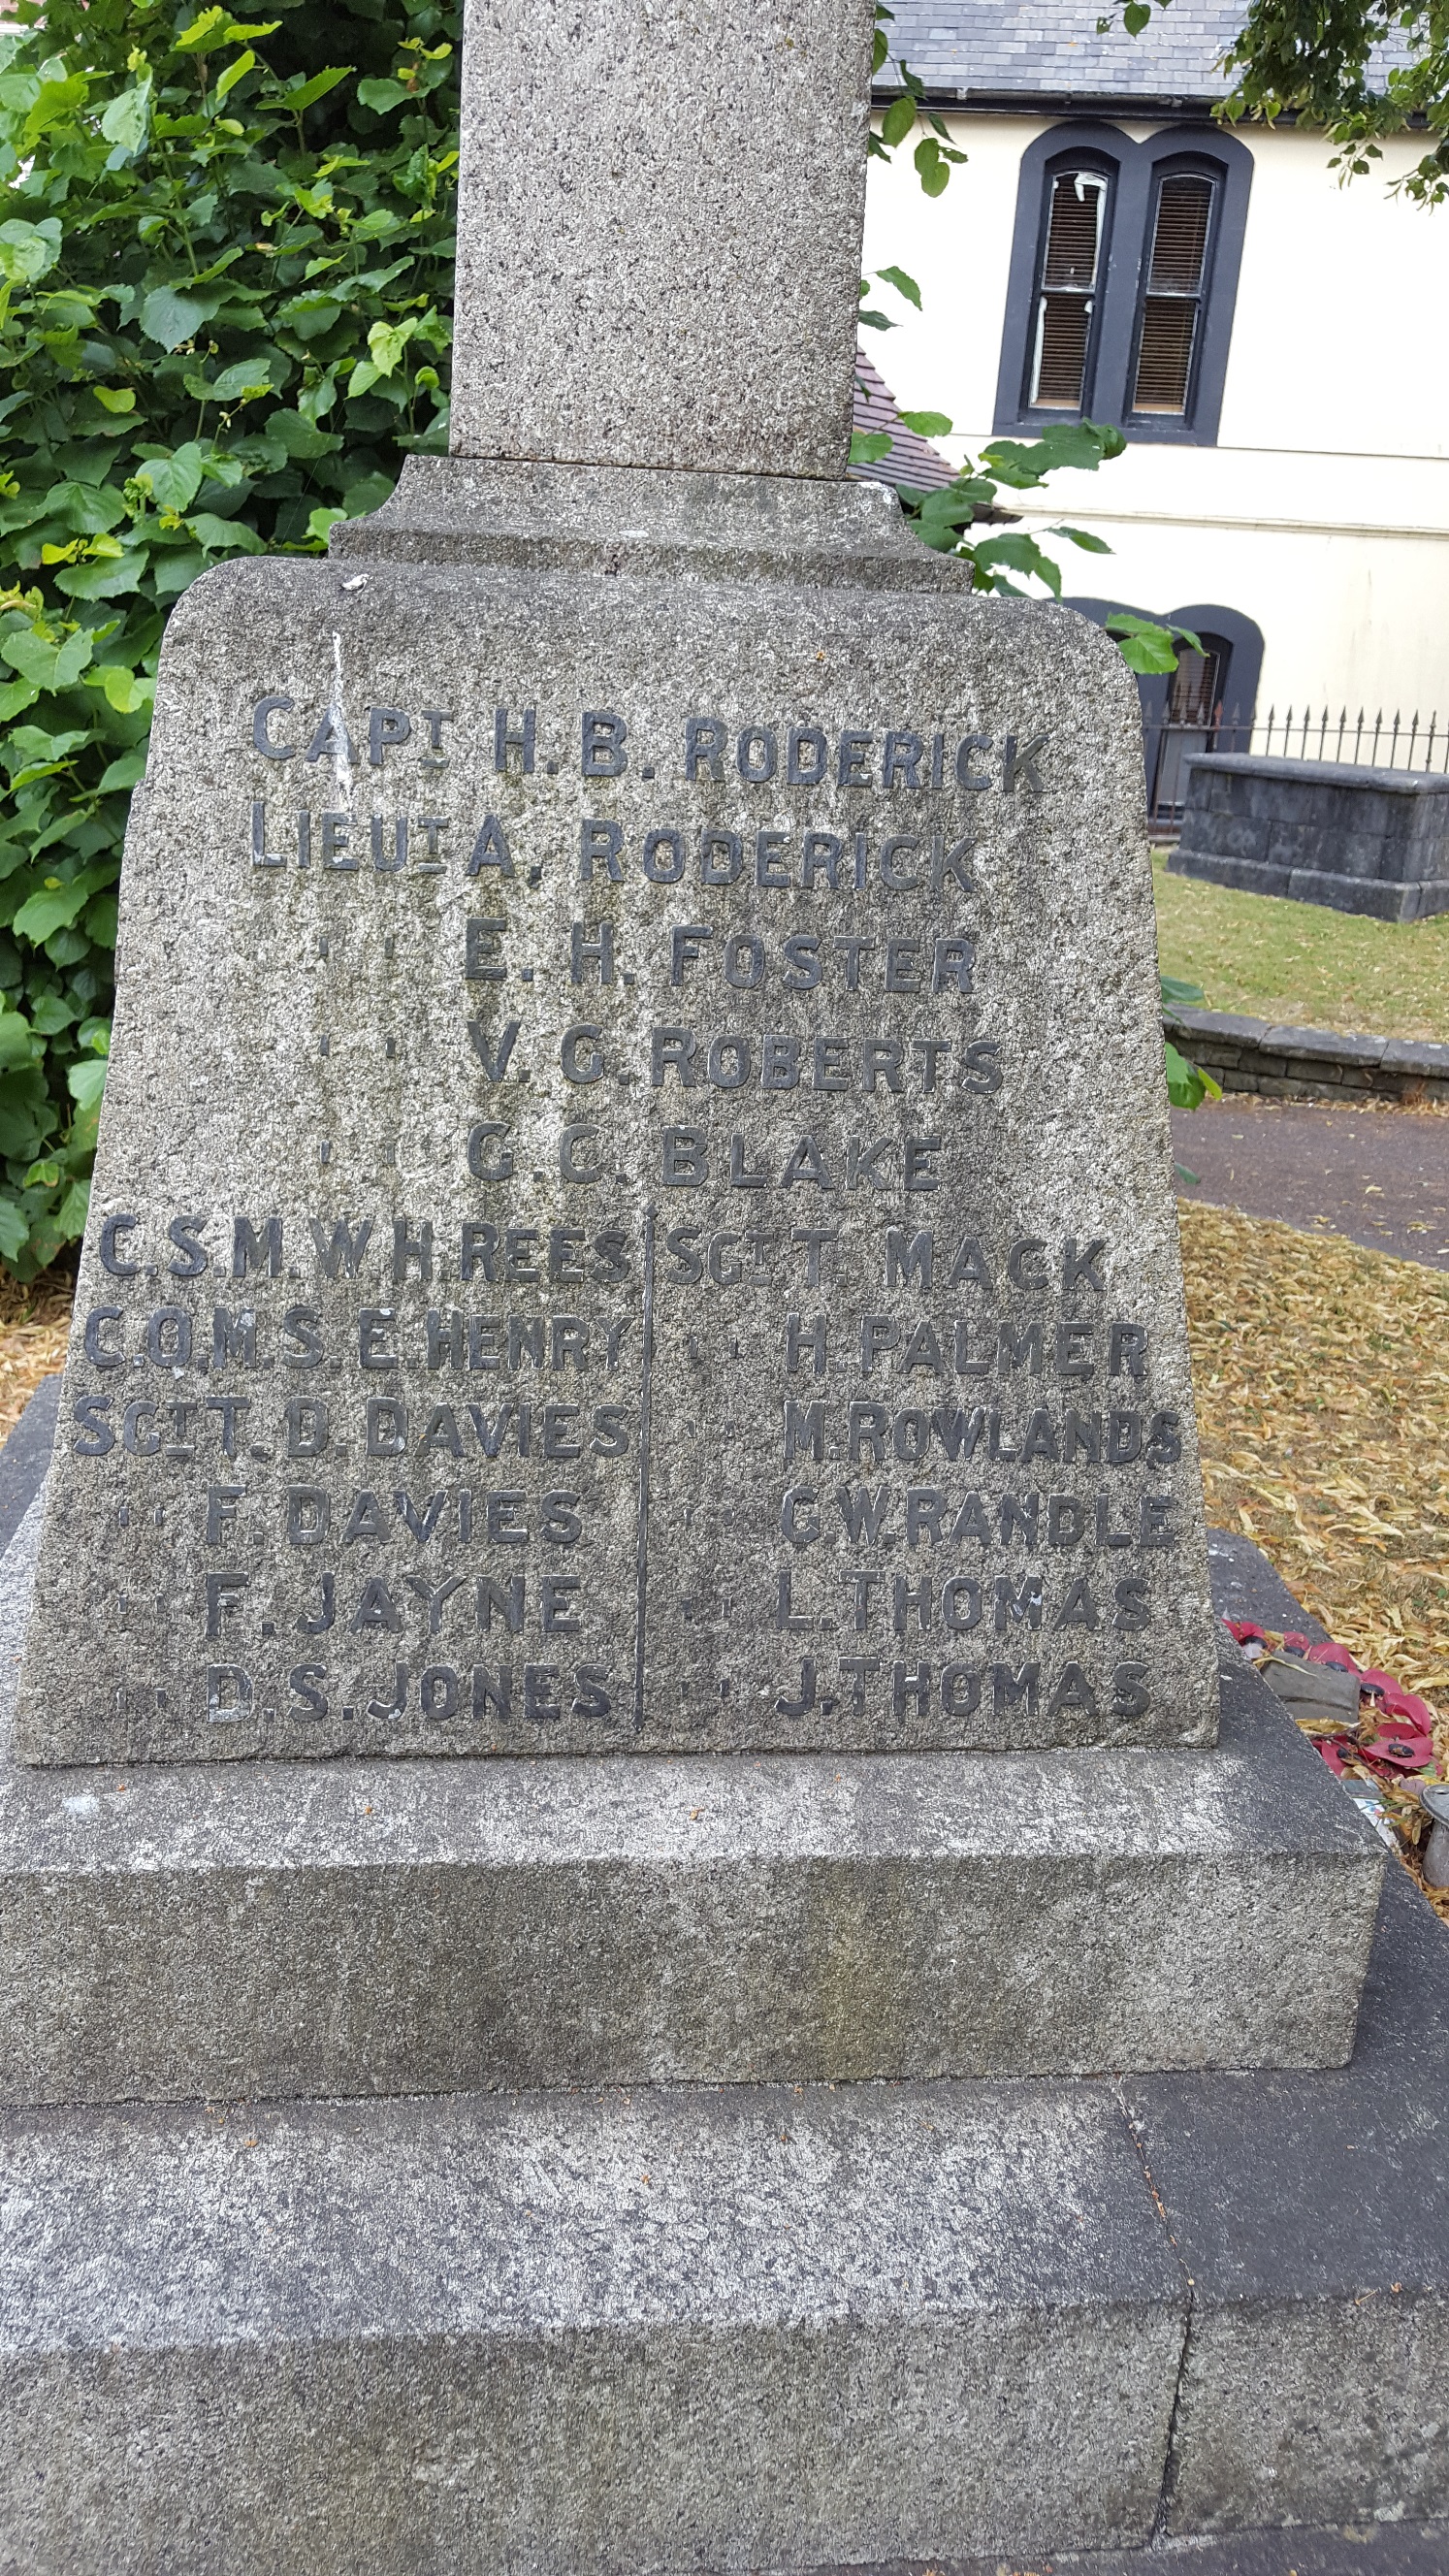 CAPT H. B. RODERICK
LIEUT A. RODERICK
" E. H. FOSTER
" V. G. ROBERTS
" G. C. BLAKE
C.S.M. W. H. REES
C.Q.M.S. E. HENRY
SGT T. D. DAVIES
" F. DAVIES
" F. JAYNE
" D. S. JONES
SGT T. MACK
" H. PALMER
" M. ROWLANDS
" G. W. RANDLE
" L. THOMAS
" J. THOMAS